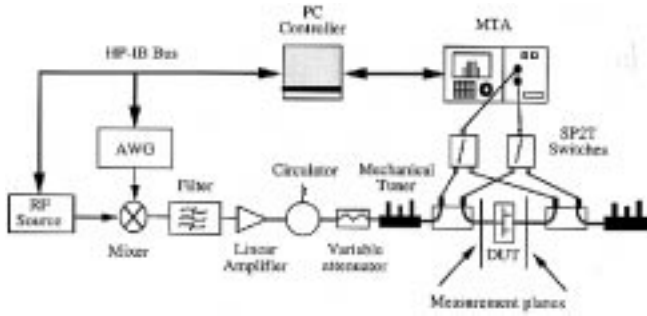 PC
Controller
MTA
HP-IB Bus
AWG
SP2T
Switches
Circulator
Mechanical
Tuner
Filter
RF
Source
Mixer
Linear
Amplifier
Variable
attenuator
DUT
Measurement planes